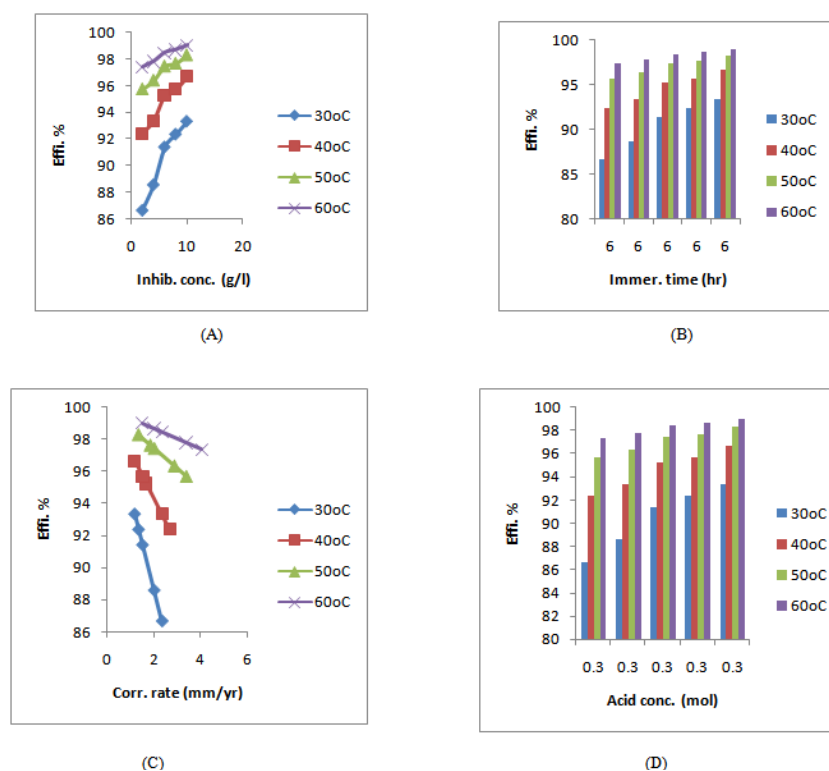 100
98
96
94
92
90
88
86
Effi. %
0 10 20
Inhib. conc. (g/l)
30oC
40oC
50oC
60oC
(A)
100
95
90
85
80
Effi. %
6 6 6 6 6
Immer. time (hr)
30oC
40oC
50oC
60oC
(B)
100
98
96
94
92
90
88
86
Effi. %
0 2 4 6
Corr. rate (mm/yr)
30oC
40oC
50oC
60oC
(C)
100
98
96
94
92
90
88
86
84
82
80
Effi. %
0.3 0.3 0.3 0.3 0.3
Acid conc. (mol)
30oC
40oC
50oC
60oC
(D)